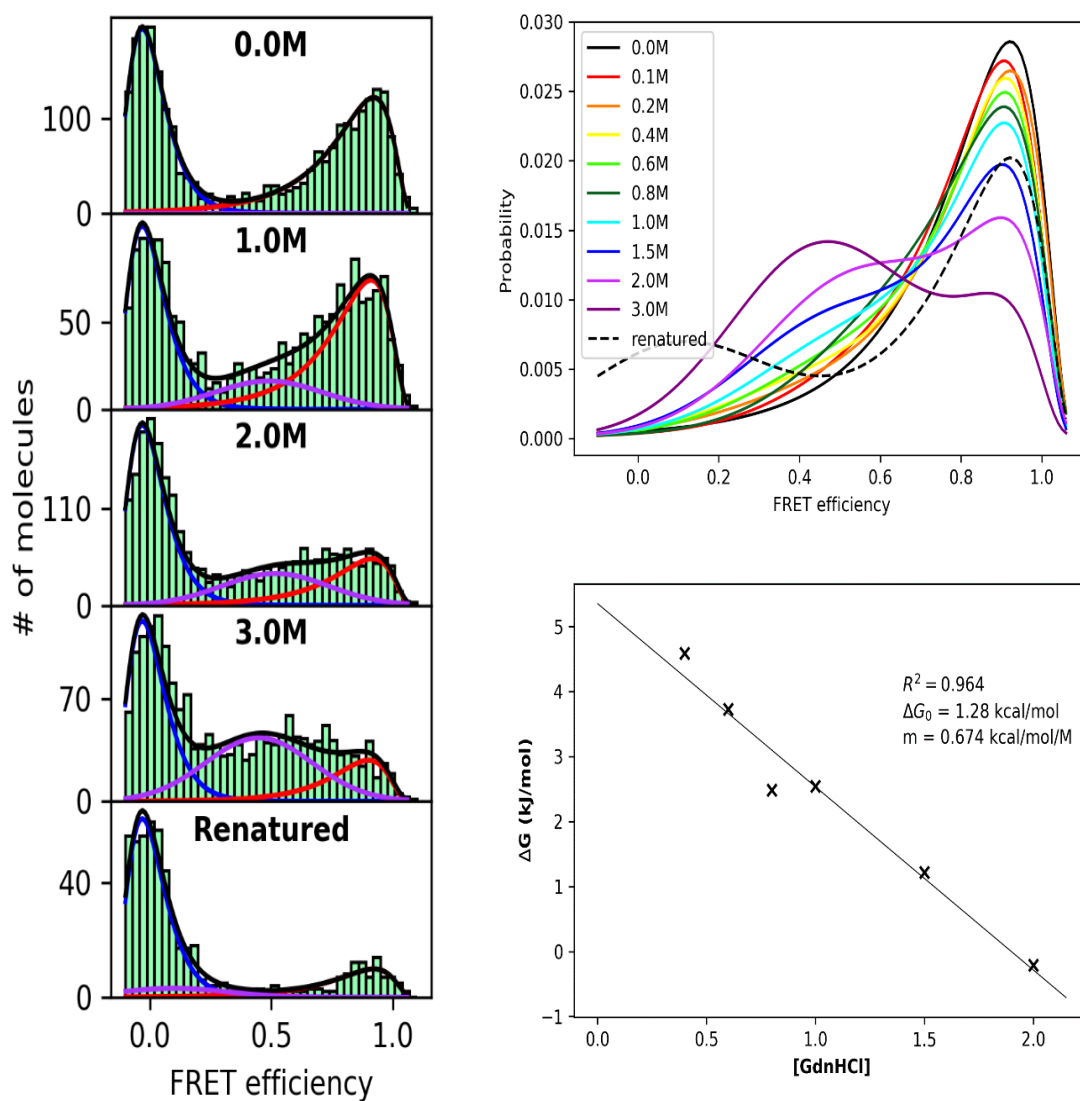 # of molecules
0.0M
100
0
1.0M
50
0
2.0M
110
0
3.0M
70
0
Renatured
40
0
0.0 0.5 1.0
FRET efficiency
Probability
0.030
0.025
0.020
0.015
0.010
0.005
0.000
0.0M
0.1M
0.2M
0.4M
0.6M
0.8M
1.0M
1.5M
2.0M
3.0M
renatured
0.0 0.2 0.4 0.6 0.8 1.0
FRET efficiency
ΔG (kJ/mol)
5
4
3
2
1
0
−1
R² = 0.964
ΔG₀ = 1.28 kcal/mol
m = 0.674 kcal/mol/M
0.0 0.5 1.0 1.5 2.0
[GdnHCl]